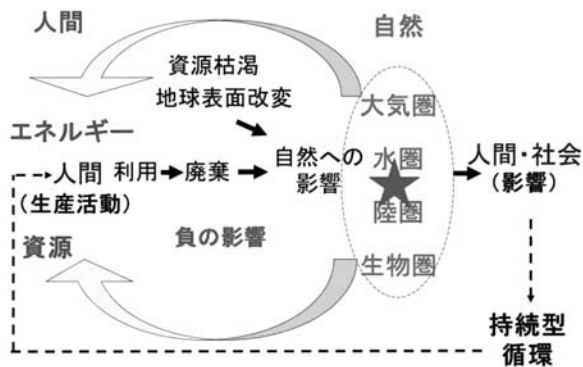 人間
自然
資源枯渇
地球表面改変
大気圏
エネルギー
人間 利用 廃棄
(生産活動)
自然への
影響
水圏
人間・社会
(影響)
陸圏
資源
負の影響
生物圏
持続型
循環